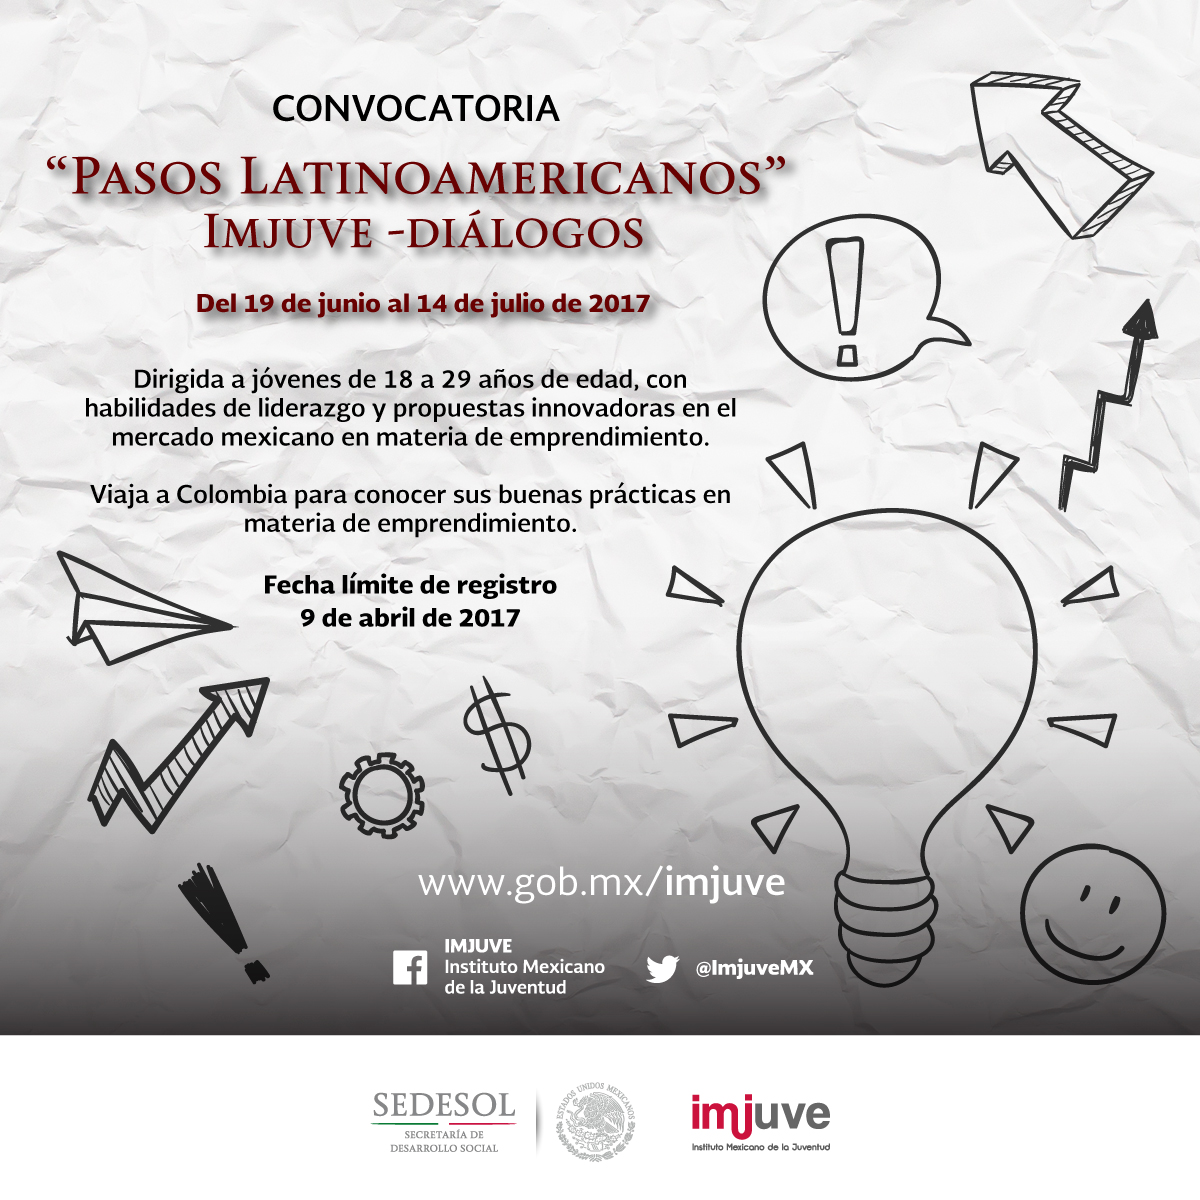 CONVOCATORIA
“PASOS LATINOAMERICANOS”
IMJUVE -DIÁLOGOS
Del 19 de junio al 14 de julio de 2017
Dirigida a jóvenes de 18 a 29 años de edad, con
habilidades de liderazgo y propuestas innovadoras en el
mercado mexicano en materia de emprendimiento.
Viaja a Colombia para conocer sus buenas prácticas en
materia de emprendimiento.
Fecha límite de registro
9 de abril de 2017
$
www.gob.mx/imjuve
IMJUVE
Instituto Mexicano
de la Juventud
@ImjuveMX
SEDESOL
SECRETARÍA DE
DESARROLLO SOCIAL
ESTADOS UNIDOS MEXICANOS
imjuve
Instituto Mexicano de la Juventud